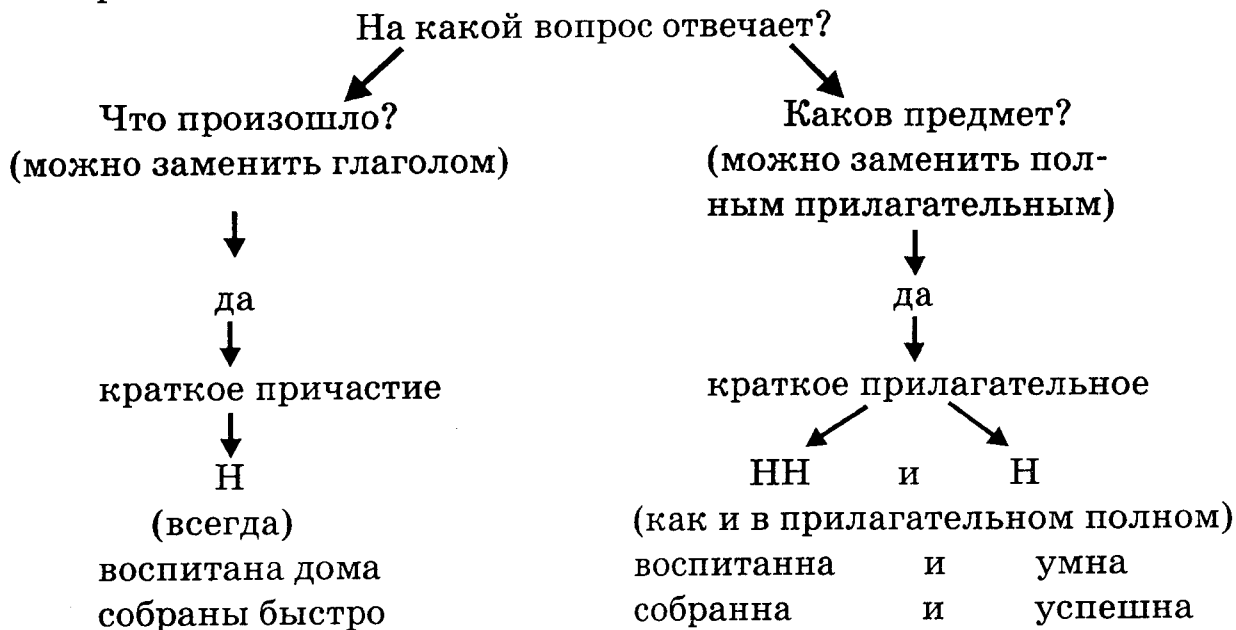 На какой вопрос отвечает?
Что произошло?
(можно заменить глаголом)
да
краткое причастие
Н
(всегда)
воспитана дома
собраны быстро
Каков предмет?
(можно заменить пол-
ным прилагательным)
да
краткое прилагательное
НН и Н
(как и в прилагательном полном)
воспитанна и умна
собранна и успешна